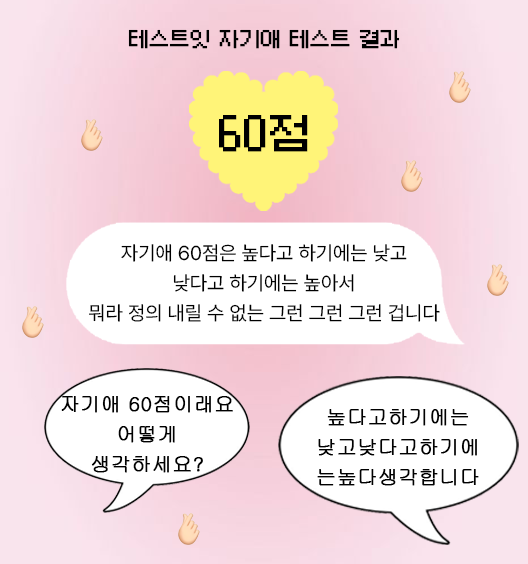 테스트잇 자기애 테스트 결과
60점
자기애 60점은 높다고 하기에는 낮고
낮다고 하기에는 높아서
뭐라 정의 내릴 수 없는 그런 그런 그런 겁니다
자기애 60점이래요
어떻게
생각하세요?
높다고하기에는
낮고낮다고하기에
는높다생각합니다